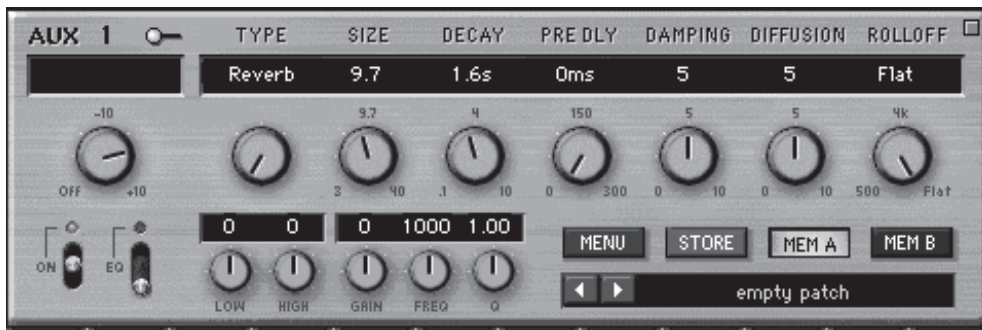 AUX 1 TYPE SIZE DECAY PRE DLY DAMPING DIFFUSION ROLLOFF
Reverb 9.7 1.6s 0ms 5 5 Flat
-10 9.7 4 150 5 5 4k
OFF +10 3 40 .1 10 0 300 0 10 0 10 500 Flat
0 0 0 1000 1.00
MENU STORE MEM A MEM B
ON EQ
empty patch
LOW HIGH GAIN FREQ Q